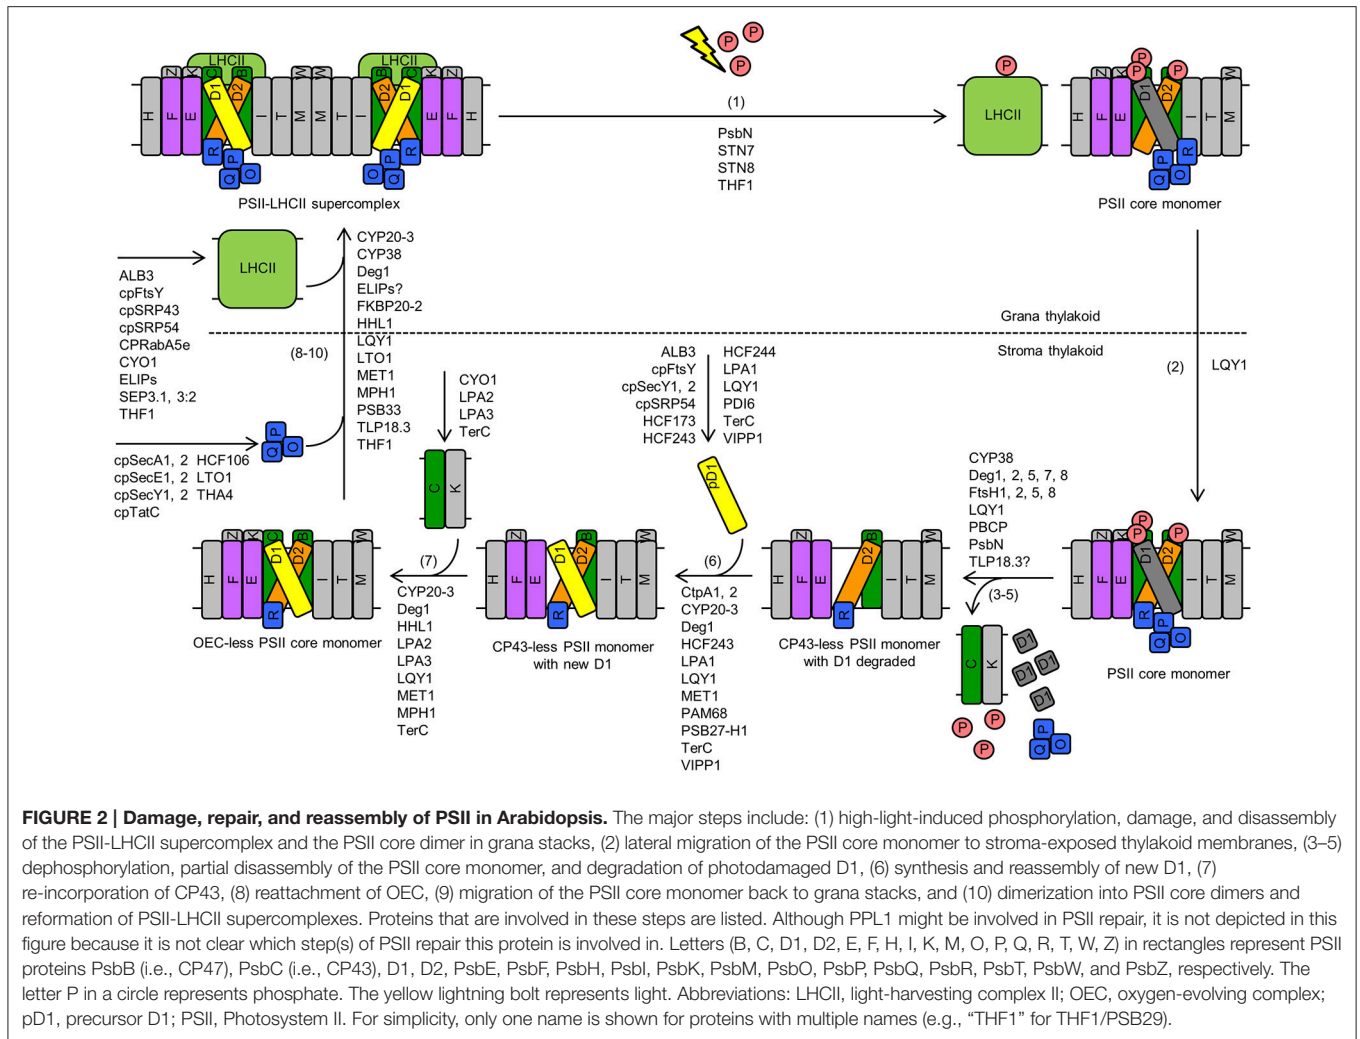 LHCII
LHCII
Z K C B W W B C K Z
H F E D1 D2 I T M M T I D2 D1 E F H
R P Q O
O Q P R
PSII-LHCII supercomplex
P P P
(1)
PsbN
STN7
STN8
THF1
P
LHCII
P P P
Z K B W
H F E D1 D2 I T M
Q P O R
PSII core monomer
ALB3
cpFtsY
cpSRP43
cpSRP54
CPRabA5e
CYO1
ELIPs
SEP3.1, 3:2
THF1
LHCII
CYP20-3
CYP38
Deg1
ELIPs?
FKBP20-2
HHL1
LQY1
LTO1
MET1
MPH1
PSB33
TLP18.3
THF1
(8-10)
Grana thylakoid
Stroma thylakoid
(2)
LQY1
cpSecA1, 2 HCF106
cpSecE1, 2 LTO1
cpSecY1, 2 THA4
cpTatC
P Q O
CYO1
LPA2
LPA3
TerC
C K
ALB3
cpFtsY
cpSecY1, 2
cpSRP54
HCF173
HCF243
HCF244
LPA1
LQY1
PDI6
TerC
VIPP1
pD1
CYP38
Deg1, 2, 5, 7, 8
FtsH1, 2, 5, 8
LQY1
PBCP
PsbN
TLP18.3?
(3-5)
Z K C B W
H F E D1 D2 I T M
R
OEC-less PSII core monomer
(7)
CYP20-3
Deg1
HHL1
LPA2
LPA3
LQY1
MET1
MPH1
TerC
Z B W
H F E D1 D2 I T M
R
CP43-less PSII monomer
with new D1
(6)
CtpA1, 2
CYP20-3
Deg1
HCF243
LPA1
LQY1
MET1
PAM68
PSB27-H1
TerC
VIPP1
Z B W
H F E D2 I T M
R
CP43-less PSII monomer
with D1 degraded
C K
D1 D1 D1 D1
P P P
P Q O
P P P
Z K B W
H F E D1 D2 I T M
R Q P O
PSII core monomer
FIGURE 2 | Damage, repair, and reassembly of PSII in Arabidopsis. The major steps include: (1) high-light-induced phosphorylation, damage, and disassembly
of the PSII-LHCII supercomplex and the PSII core dimer in grana stacks, (2) lateral migration of the PSII core monomer to stroma-exposed thylakoid membranes, (3–5)
dephosphorylation, partial disassembly of the PSII core monomer, and degradation of photodamaged D1, (6) synthesis and reassembly of new D1, (7)
re-incorporation of CP43, (8) reattachment of OEC, (9) migration of the PSII core monomer back to grana stacks, and (10) dimerization into PSII core dimers and
reformation of PSII-LHCII supercomplexes. Proteins that are involved in these steps are listed. Although PPL1 might be involved in PSII repair, it is not depicted in this
figure because it is not clear which step(s) of PSII repair this protein is involved in. Letters (B, C, D1, D2, E, F, H, I, K, M, O, P, Q, R, T, W, Z) in rectangles represent PSII
proteins PsbB (i.e., CP47), PsbC (i.e., CP43), D1, D2, PsbE, PsbF, PsbH, PsbI, PsbK, PsbM, PsbO, PsbP, PsbQ, PsbR, PsbT, PsbW, and PsbZ, respectively. The
letter P in a circle represents phosphate. The yellow lightning bolt represents light. Abbreviations: LHCII, light-harvesting complex II; OEC, oxygen-evolving complex;
pD1, precursor D1; PSII, Photosystem II. For simplicity, only one name is shown for proteins with multiple names (e.g., “THF1” for THF1/PSB29).